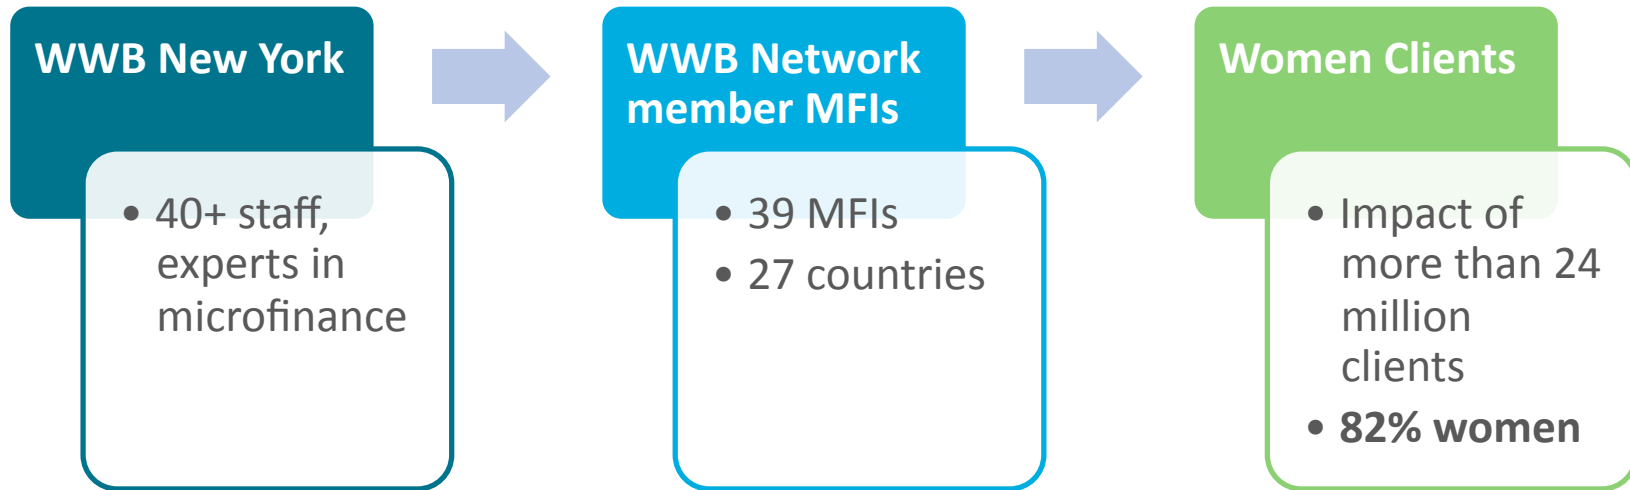 WWB New York
• 40+ staff,
experts in
microfinance
WWB Network
member MFIs
• 39 MFIs
• 27 countries
Women Clients
• Impact of
more than 24
million
clients
• 82% women